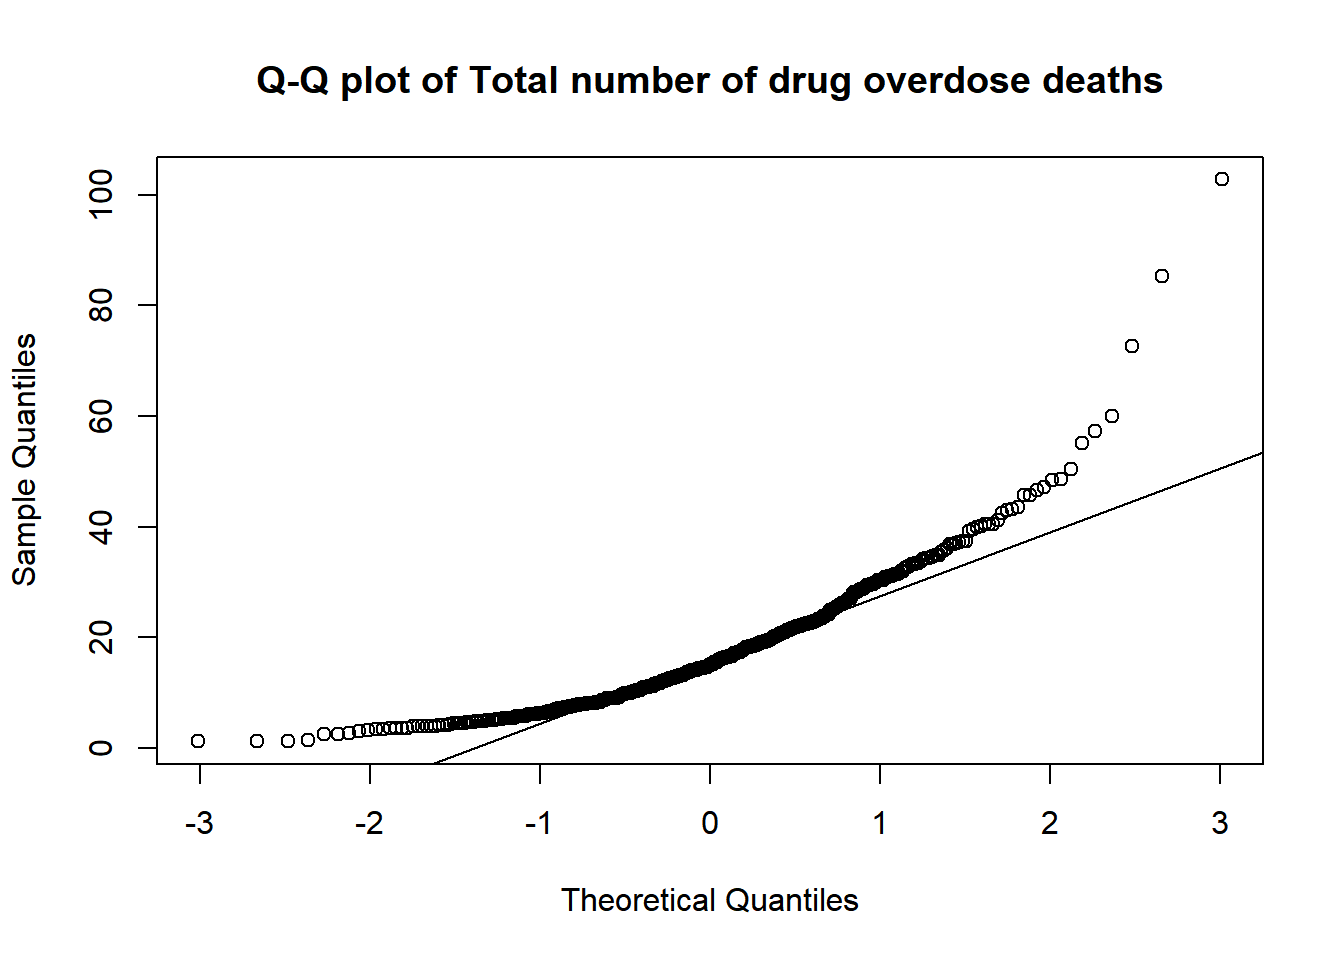 Q-Q plot of Total number of drug overdose deaths
100
80
60
40
20
0
Sample Quantiles
-3 -2 -1 0 1 2 3
Theoretical Quantiles